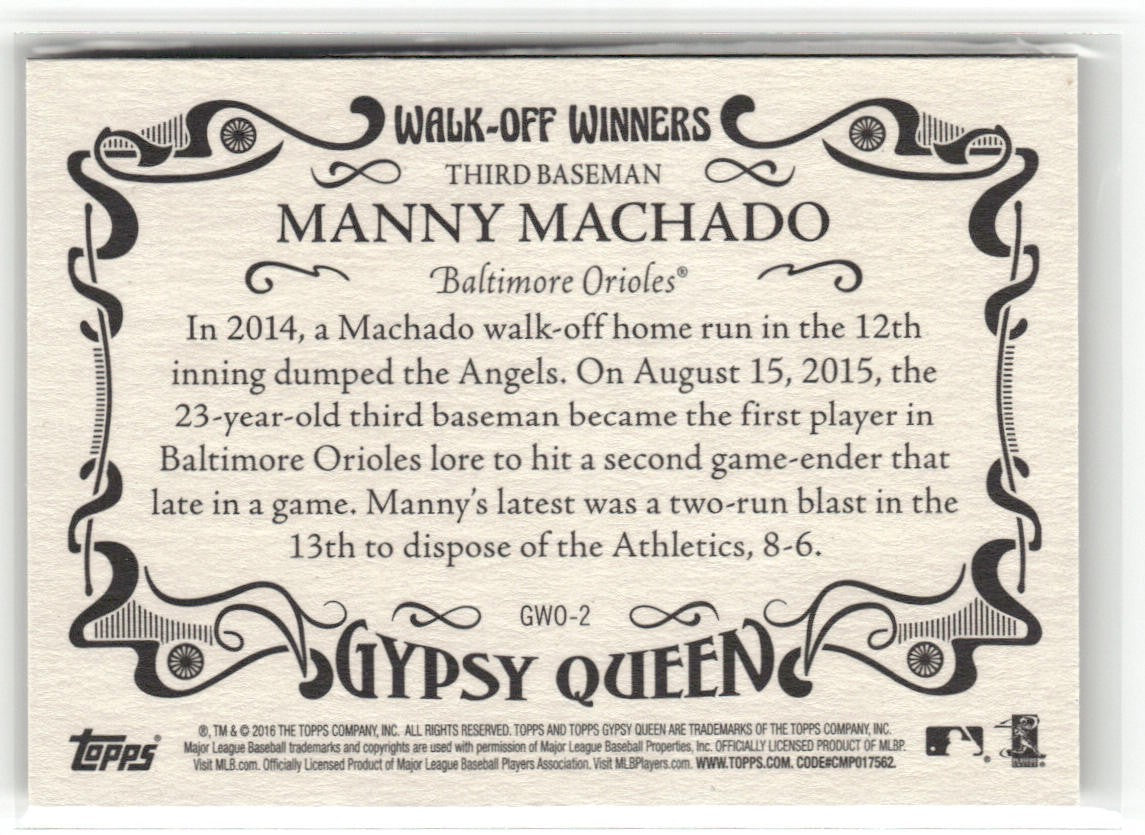 WALK-OFF WINNERS
THIRD BASEMAN
MANNY MACHADO
Baltimore Orioles®
In 2014, a Machado walk-off home run in the 12th
inning dumped the Angels. On August 15, 2015, the
23-year-old third baseman became the first player in
Baltimore Orioles lore to hit a second game-ender that
late in a game. Manny's latest was a two-run blast in the
13th to dispose of the Athletics, 8-6.
GWO-2
GYPSY QUEEN
TOPPS®
®, TM & © 2016 THE TOPPS COMPANY, INC. ALL RIGHTS RESERVED. TOPPS AND TOPPS GYPSY QUEEN ARE TRADEMARKS OF THE TOPPS COMPANY, INC.
Major League Baseball trademarks and copyrights are used with permission of Major League Baseball Properties, Inc. OFFICIALLY LICENSED PRODUCT OF MLBP.
Visit MLB.com. Officially Licensed Product of Major League Baseball Players Association. Visit MLBPlayers.com. WWW.TOPPS.COM. CODE#CMP017562.